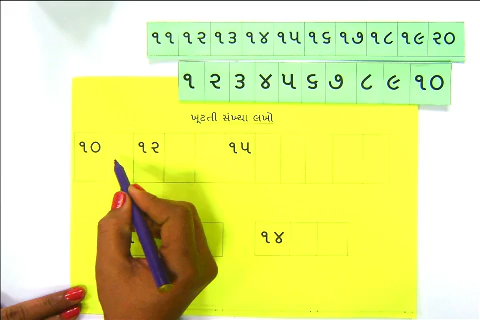 ૧૧ ૧૨ ૧૩ ૧૪ ૧૫ ૧૬ ૧૭ ૧૮ ૧૯ ૨૦
૧ ૨ ૩ ૪ ૫ ૬ ૭ ૮ ૯ ૧૦
ખૂટતી સંખ્યા લખો
૧૦ ૧૨ ૧૫
૧૪